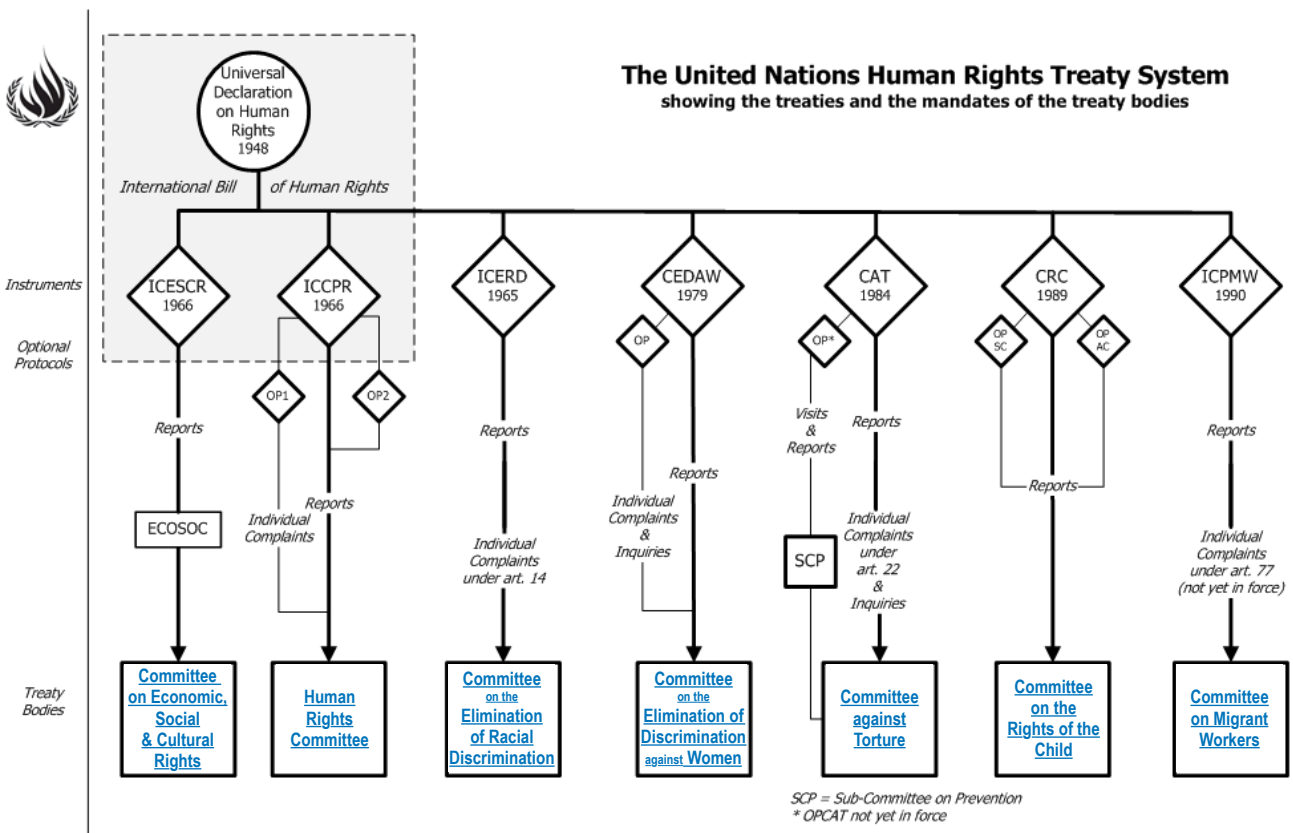 The United Nations Human Rights Treaty System
showing the treaties and the mandates of the treaty bodies
Universal
Declaration
on Human
Rights
1948
International Bill of Human Rights
Instruments
ICESCR
1966
ICCPR
1966
ICERD
1965
CEDAW
1979
CAT
1984
CRC
1989
ICPMW
1990
Optional
Protocols
OP1
OP2
OP
OP*
OP
SC
OP
AC
Reports
ECOSOC
Individual
Complaints
Reports
Reports
Individual
Complaints
under art. 14
Individual
Complaints
&
Inquiries
Reports
Visits
&
Reports
SCP
Reports
Individual
Complaints
under
art. 22
&
Inquiries
Reports
Reports
Individual
Complaints
under art. 77
(not yet in force)
Treaty
Bodies
Committee
on Economic,
Social
& Cultural
Rights
Human
Rights
Committee
Committee
on the
Elimination
of Racial
Discrimination
Committee
on the
Elimination of
Discrimination
against Women
Committee
against
Torture
Committee
on the
Rights of the
Child
Committee
on Migrant
Workers
SCP = Sub-Committee on Prevention
* OPCAT not yet in force